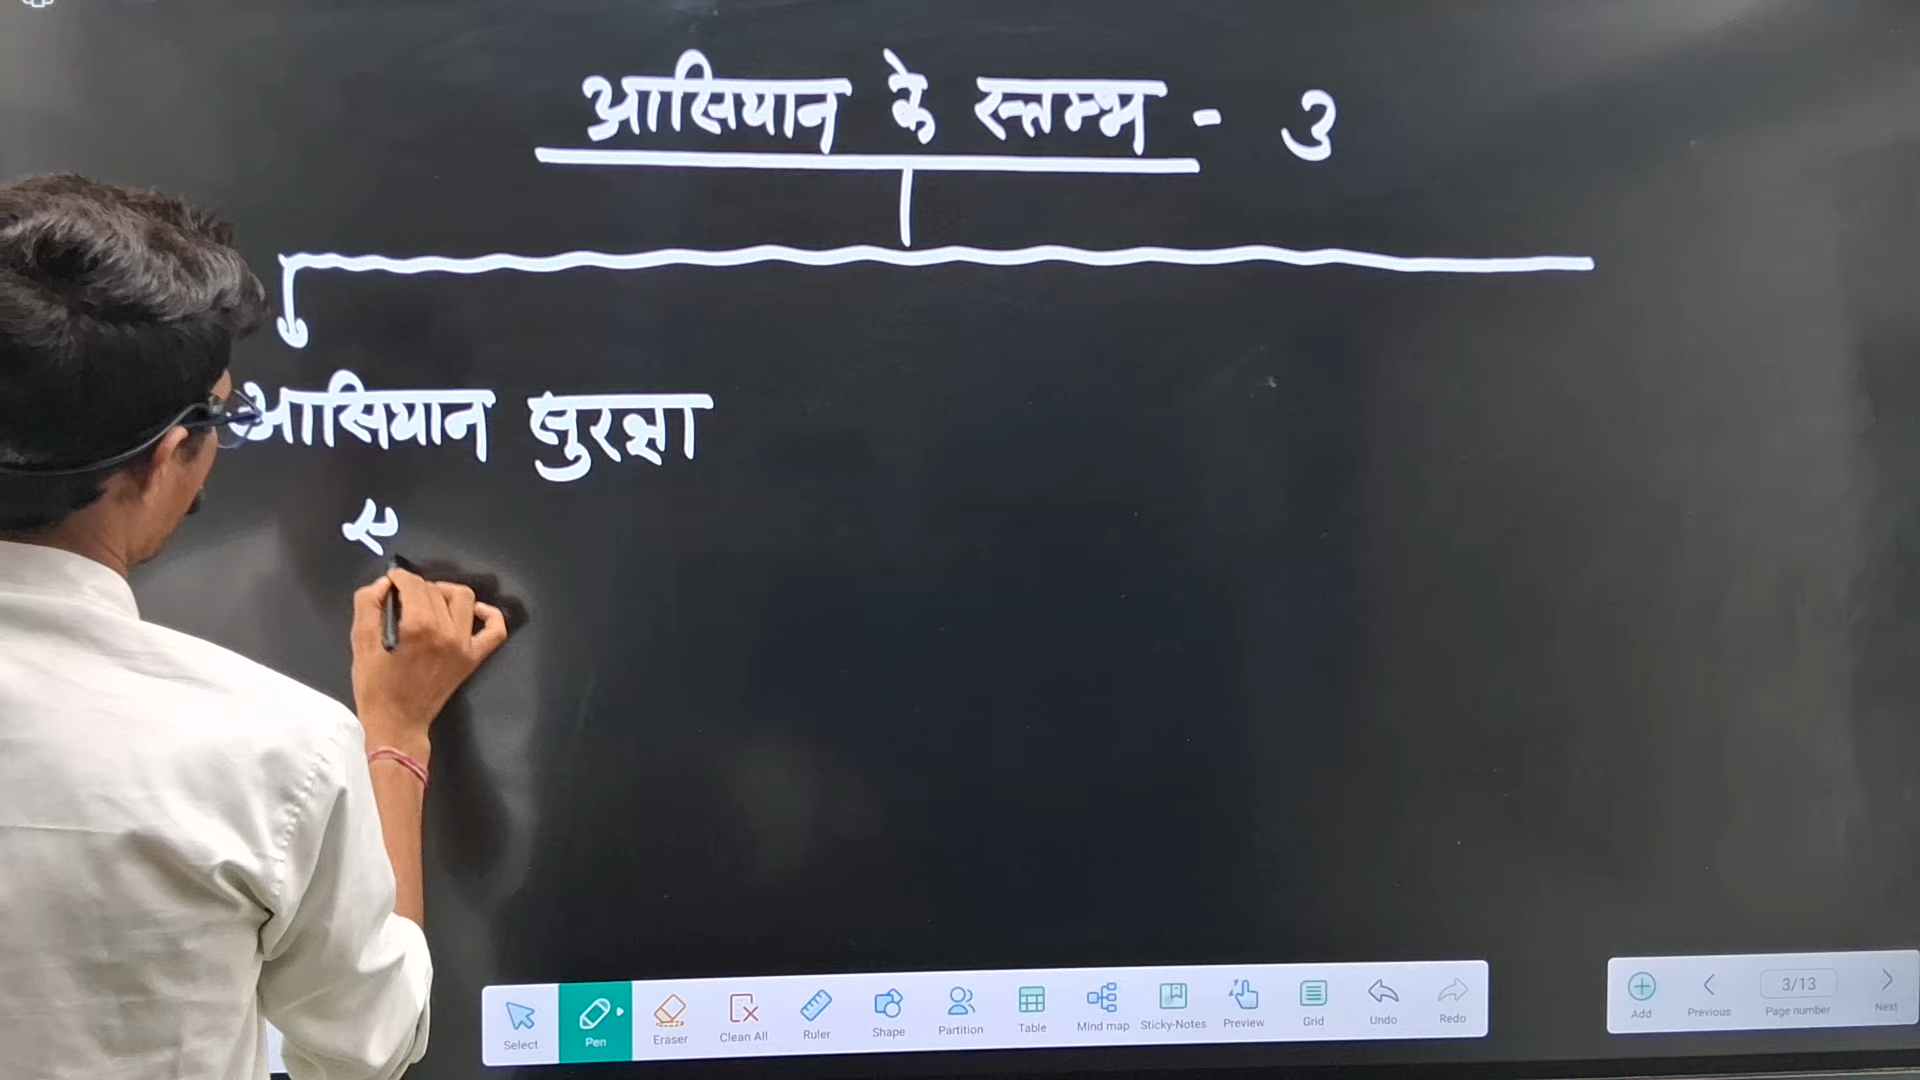 आसियान के स्तम्भ - 3
आसियान सुरक्षा
स
Select Pen Eraser Clean All Ruler Shape Partition Table Mind map Sticky-Notes Preview Grid Undo Redo
Add Previous 3/13 Page number Next